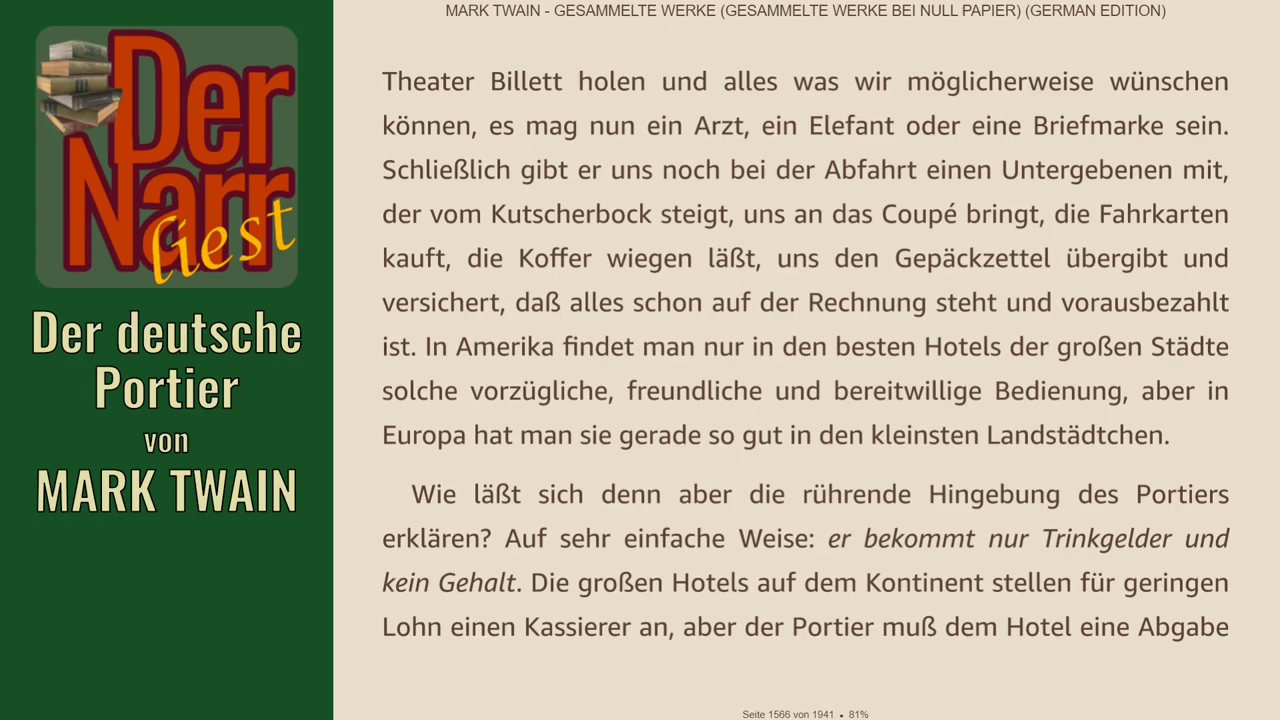 Der
Narr
liest
Der deutsche
Portier
von
MARK TWAIN
MARK TWAIN - GESAMMELTE WERKE (GESAMMELTE WERKE BEI NULL PAPIER) (GERMAN EDITION)
Theater Billett holen und alles was wir möglicherweise wünschen
können, es mag nun ein Arzt, ein Elefant oder eine Briefmarke sein.
Schließlich gibt er uns noch bei der Abfahrt einen Untergebenen mit,
der vom Kutscherbock steigt, uns an das Coupé bringt, die Fahrkarten
kauft, die Koffer wiegen läßt, uns den Gepäckzettel übergibt und
versichert, daß alles schon auf der Rechnung steht und vorausbezahlt
ist. In Amerika findet man nur in den besten Hotels der großen Städte
solche vorzügliche, freundliche und bereitwillige Bedienung, aber in
Europa hat man sie gerade so gut in den kleinsten Landstädtchen.
Wie läßt sich denn aber die rührende Hingebung des Portiers
erklären? Auf sehr einfache Weise: er bekommt nur Trinkgelder und
kein Gehalt. Die großen Hotels auf dem Kontinent stellen für geringen
Lohn einen Kassierer an, aber der Portier muß dem Hotel eine Abgabe
Seite 1566 von 1941 • 81%